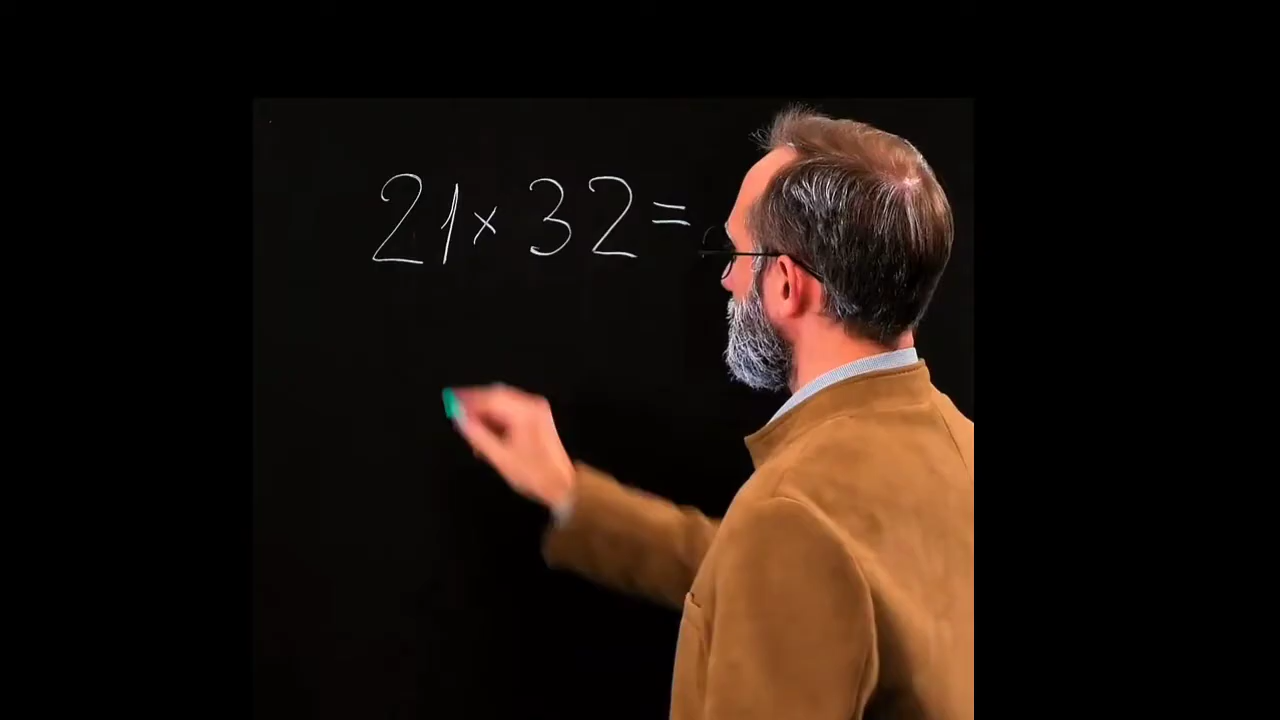 21 × 32 =